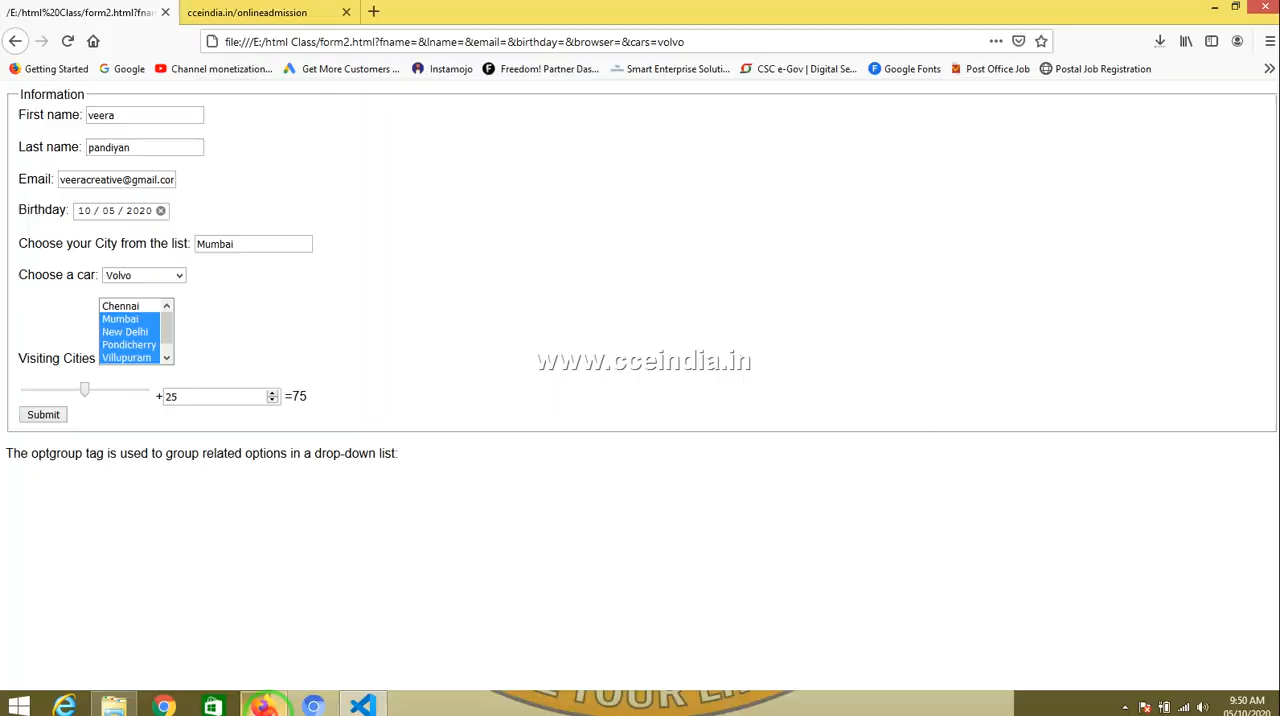 /E:/html%20Class/form2.html?fnam
cceindia.in/onlineadmission
file:///E:/html Class/form2.html?fname=&lname=&email=&birthday=&browser=&cars=volvo
Getting Started
Google
Channel monetization...
Get More Customers ...
Instamojo
Freedom! Partner Das...
Smart Enterprise Soluti...
CSC e-Gov | Digital Se...
Google Fonts
Post Office Job
Postal Job Registration
Information
First name: veera
Last name: pandiyan
Email: veeracreative@gmail.cor
Birthday: 10 / 05 / 2020
Choose your City from the list: Mumbai
Choose a car: Volvo
Chennai
Mumbai
New Delhi
Pondicherry
Visiting Cities Villupuram
www.cceindia.in
+ 25 =75
Submit
The optgroup tag is used to group related options in a drop-down list:
YOUR
9:50 AM
05/10/2020